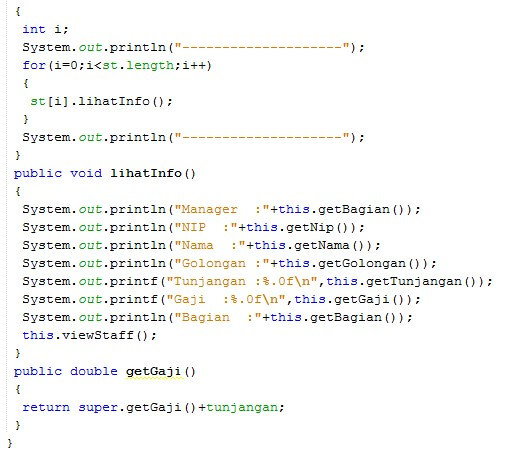 {
int i;
System.out.println("--------------------");
for(i=0;i<st.length;i++)
{
st[i].lihatInfo();
}
System.out.println("--------------------");
}
public void lihatInfo()
{
System.out.println("Manager  :"+this.getBagian());
System.out.println("NIP  :"+this.getNip());
System.out.println("Nama  :"+this.getNama());
System.out.println("Golongan :"+this.getGolongan());
System.out.printf("Tunjangan :%.0f\n",this.getTunjangan());
System.out.printf("Gaji  :%.0f\n",this.getGaji());
System.out.println("Bagian  :"+this.getBagian());
this.viewStaff();
}
public double getGaji()
{
return super.getGaji()+tunjangan;
}
}